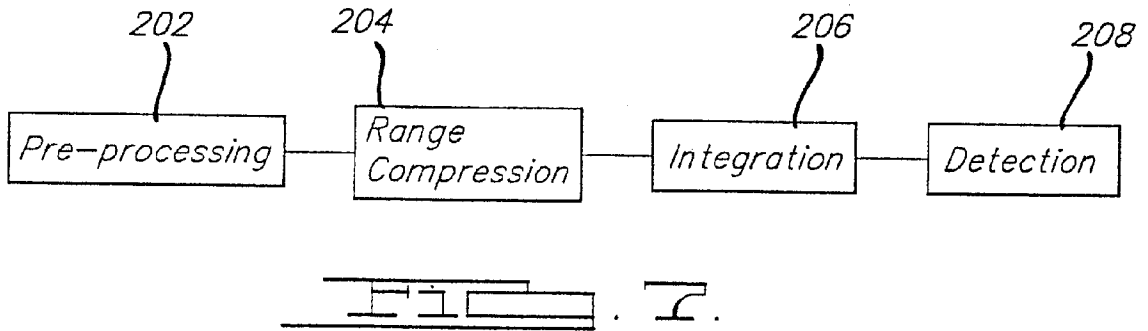 202
204
206
208
Pre-processing
Range
Compression
Integration
Detection